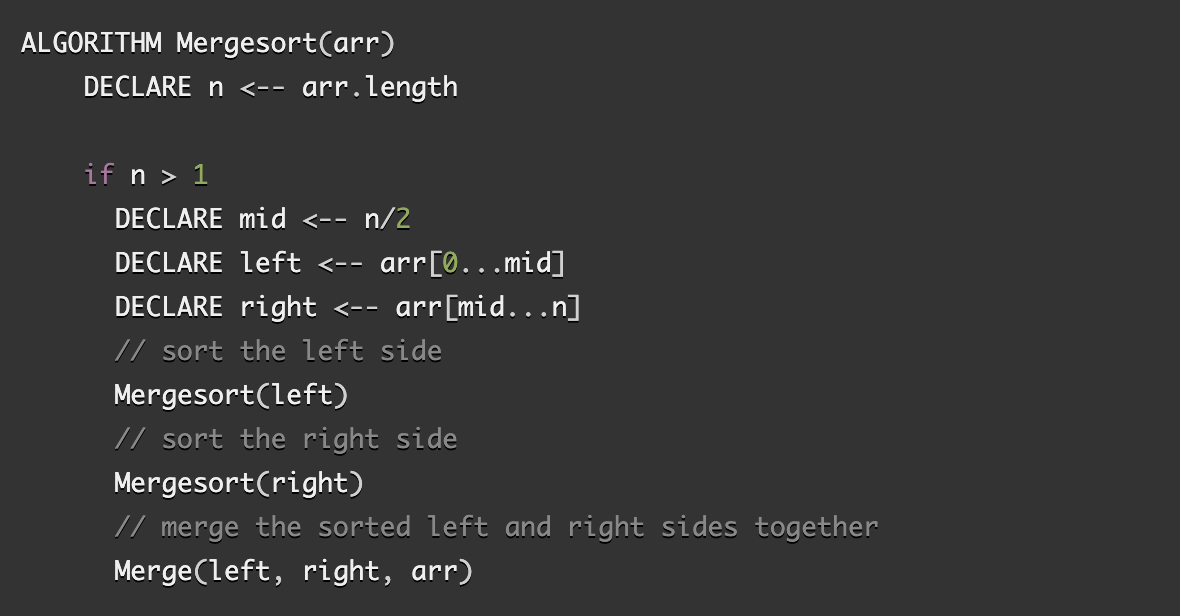 ALGORITHM Mergesort(arr)
    DECLARE n <-- arr.length

    if n > 1
      DECLARE mid <-- n/2
      DECLARE left <-- arr[0...mid]
      DECLARE right <-- arr[mid...n]
      // sort the left side
      Mergesort(left)
      // sort the right side
      Mergesort(right)
      // merge the sorted left and right sides together
      Merge(left, right, arr)